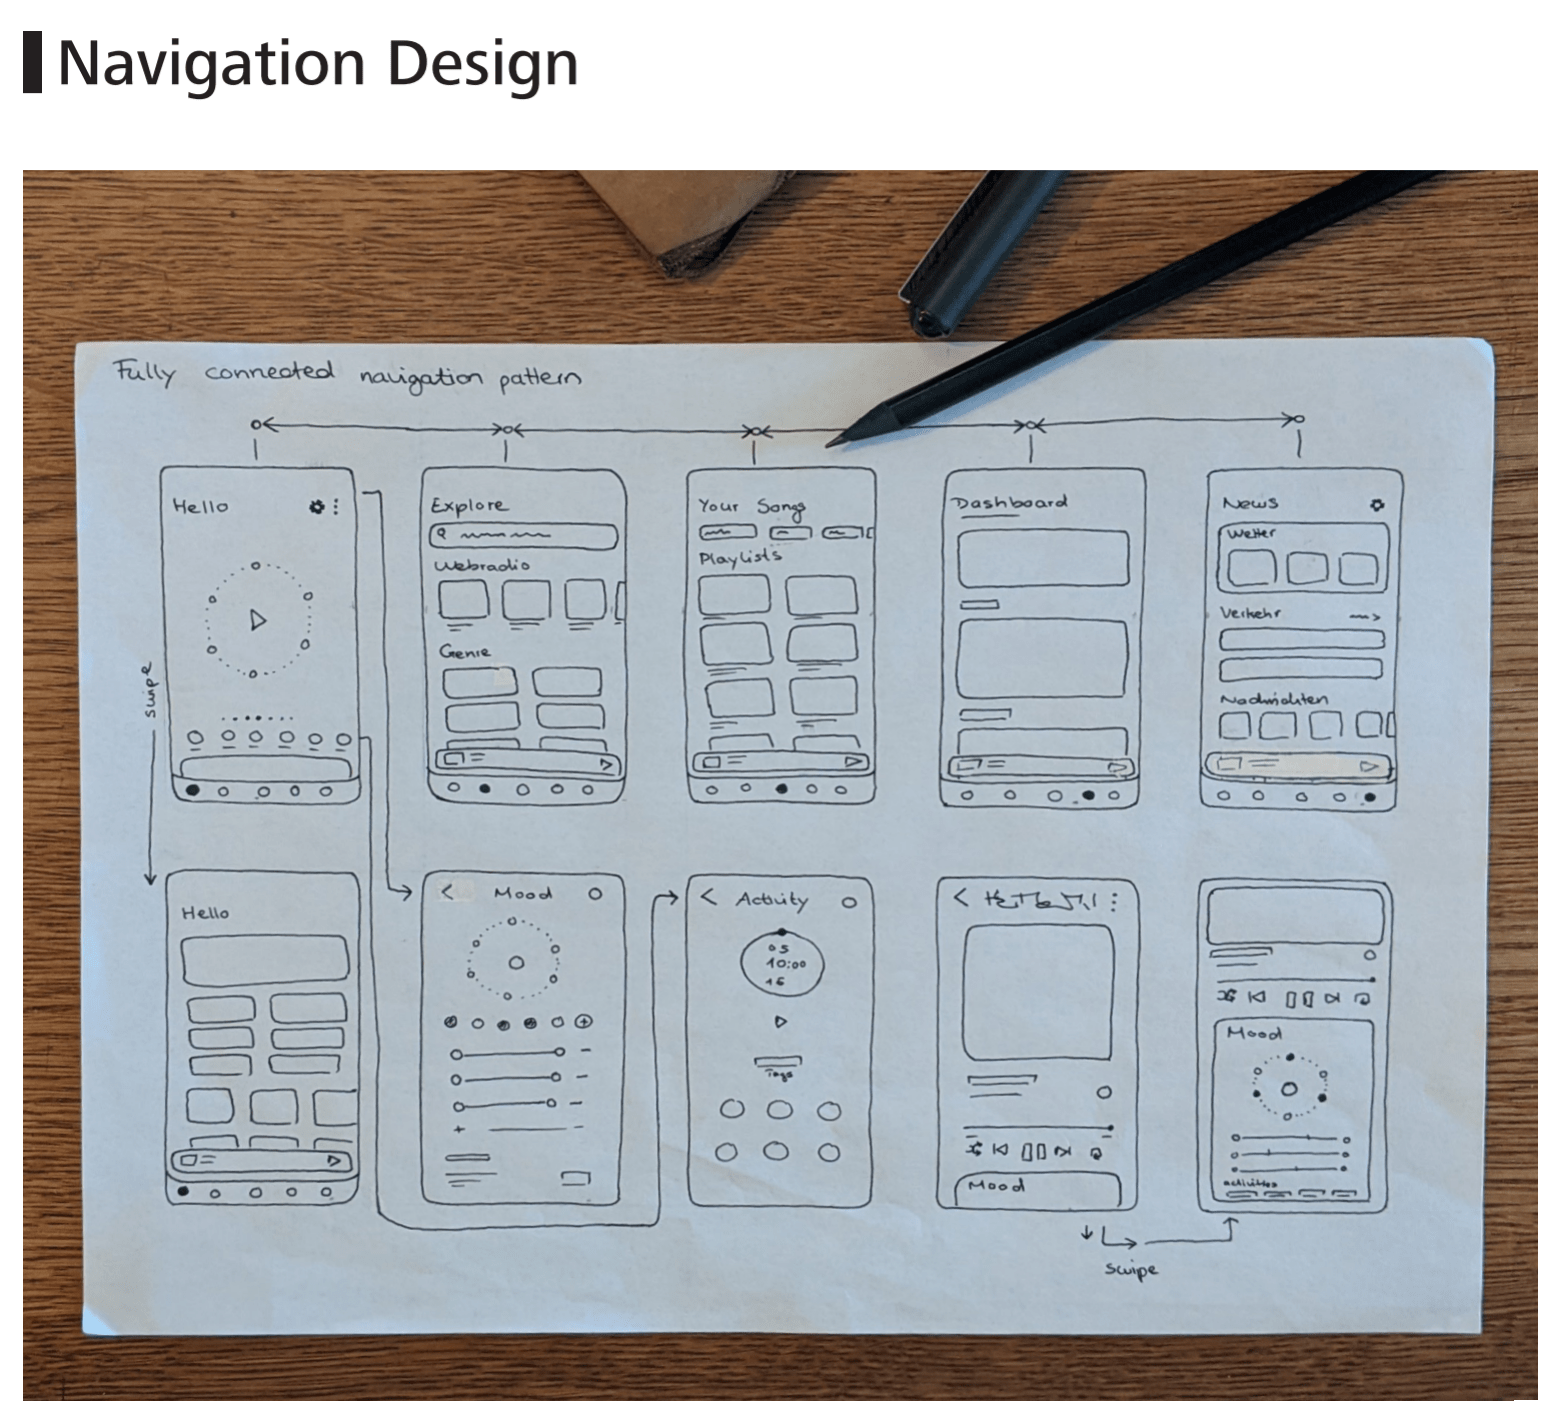 Navigation Design
Fully connected navigation pattern
Hello
Explore
Webradio
Genre
Your Songs
Playlists
Dashboard
News
Wetter
Verkehr
Nachrichten
swipe
Hello
Mood
Activity
05
10:00
16
Tags
Mood
swipe
Mood
activities